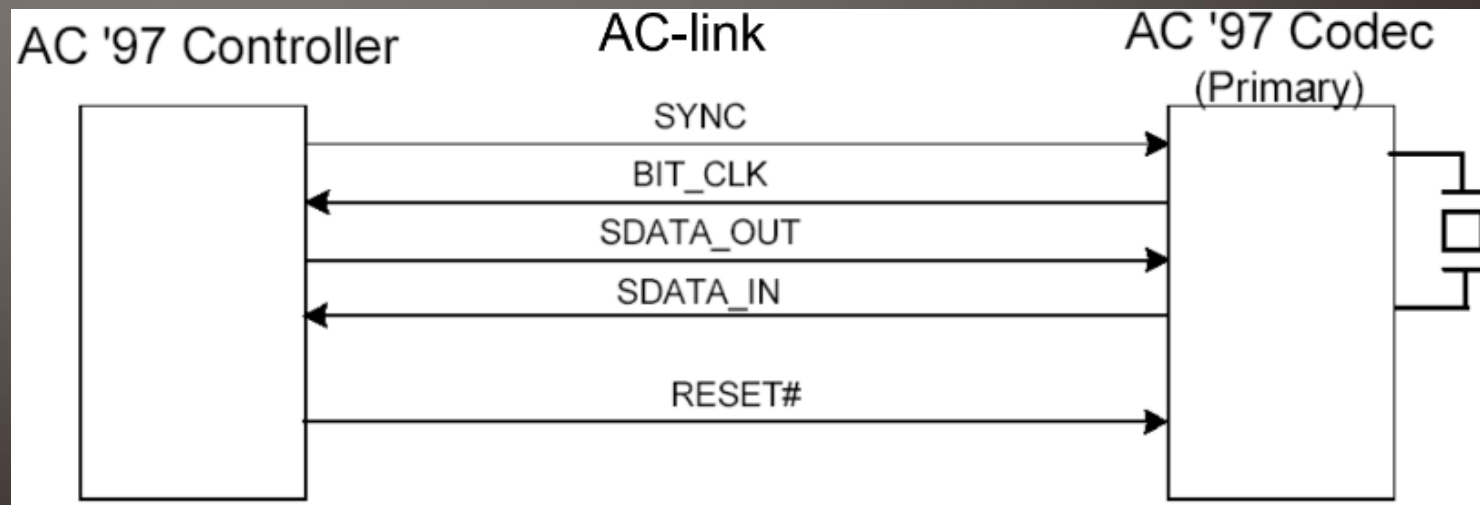 AC '97 Controller
AC-link
AC '97 Codec
(Primary)
SYNC
BIT_CLK
SDATA_OUT
SDATA_IN
RESET#